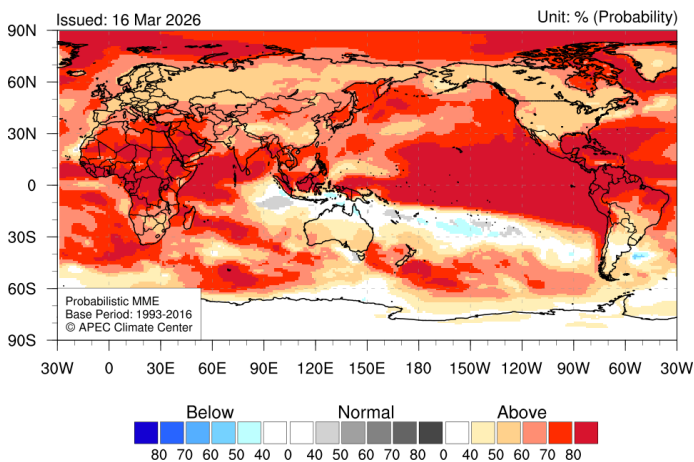 Issued: 16 Mar 2026
Unit: % (Probability)
90N
60N
30N
0
30S
60S
90S
Probabilistic MME
Base Period: 1993-2016
© APEC Climate Center
30W 0 30E 60E 90E 120E 150E 180 150W 120W 90W 60W 30W
Below Normal Above
80 70 60 50 40 0 40 50 60 70 80 0 40 50 60 70 80